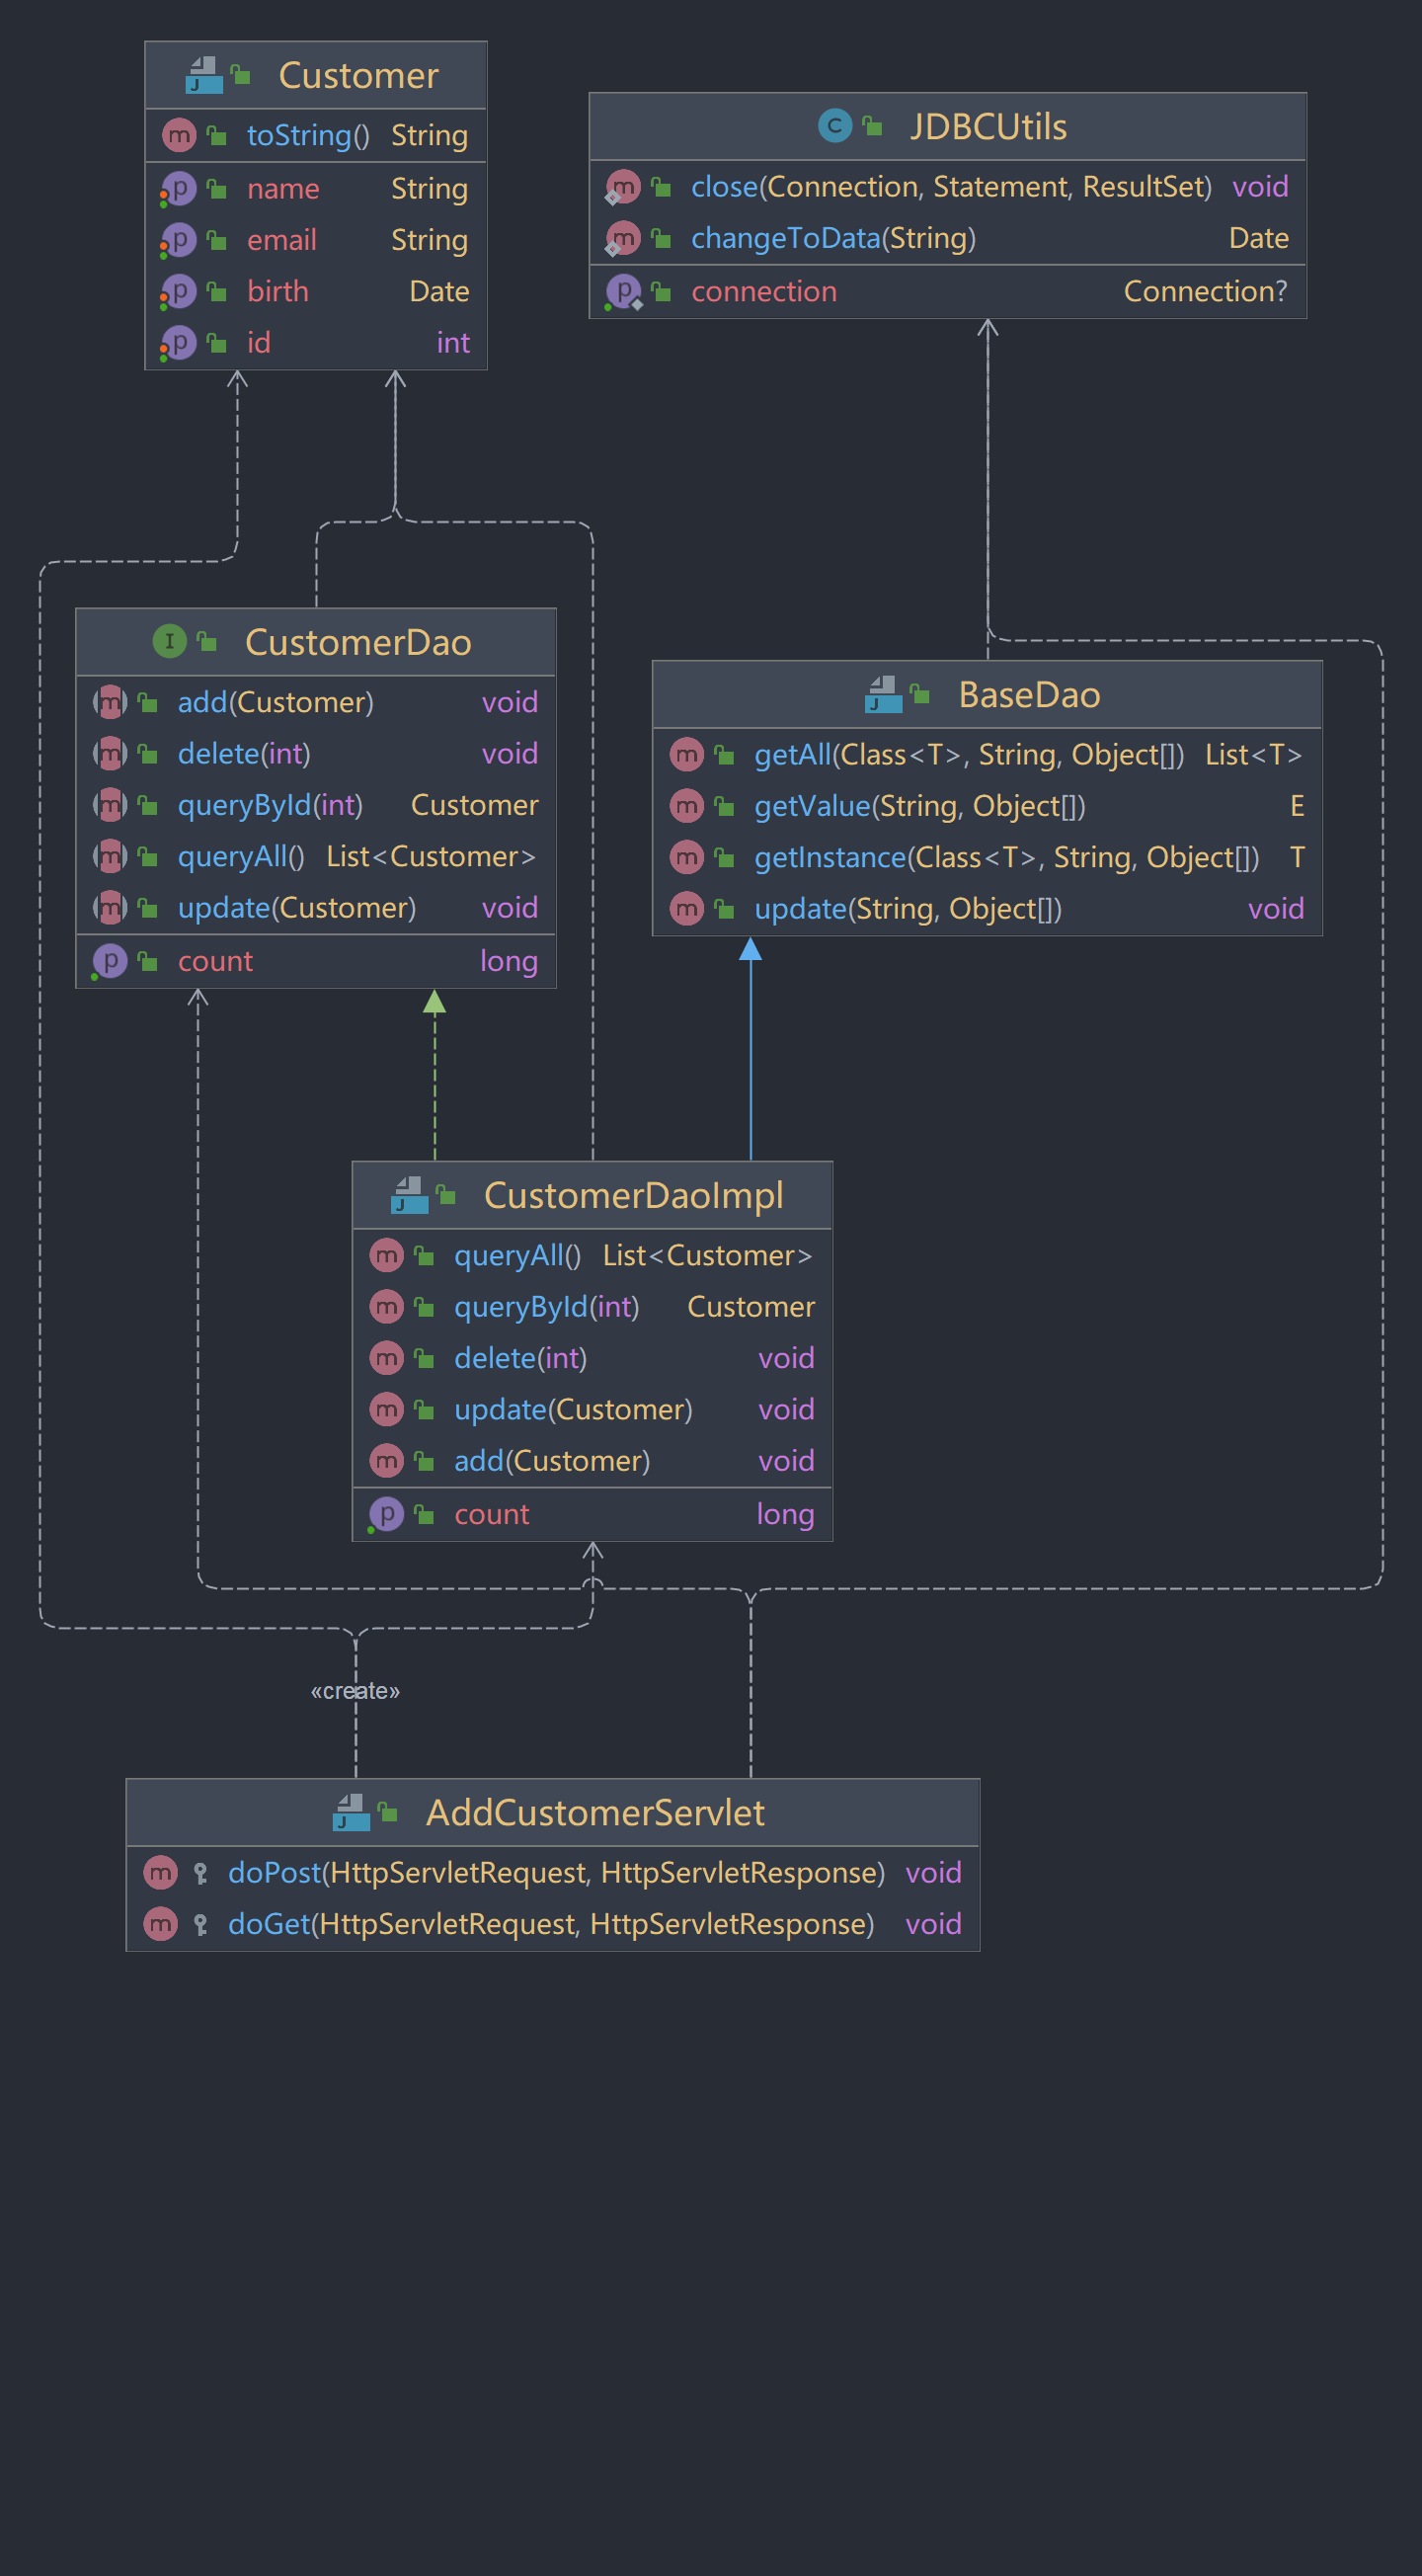 Customer
toString() String
name String
email String
birth Date
id int
JDBCUtils
close(Connection, Statement, ResultSet) void
changeToData(String) Date
connection Connection?
CustomerDao
add(Customer) void
delete(int) void
queryById(int) Customer
queryAll() List<Customer>
update(Customer) void
count long
BaseDao
getAll(Class<T>, String, Object[]) List<T>
getValue(String, Object[]) E
getInstance(Class<T>, String, Object[]) T
update(String, Object[]) void
CustomerDaoImpl
queryAll() List<Customer>
queryById(int) Customer
delete(int) void
update(Customer) void
add(Customer) void
count long
«create»
AddCustomerServlet
doPost(HttpServletRequest, HttpServletResponse) void
doGet(HttpServletRequest, HttpServletResponse) void